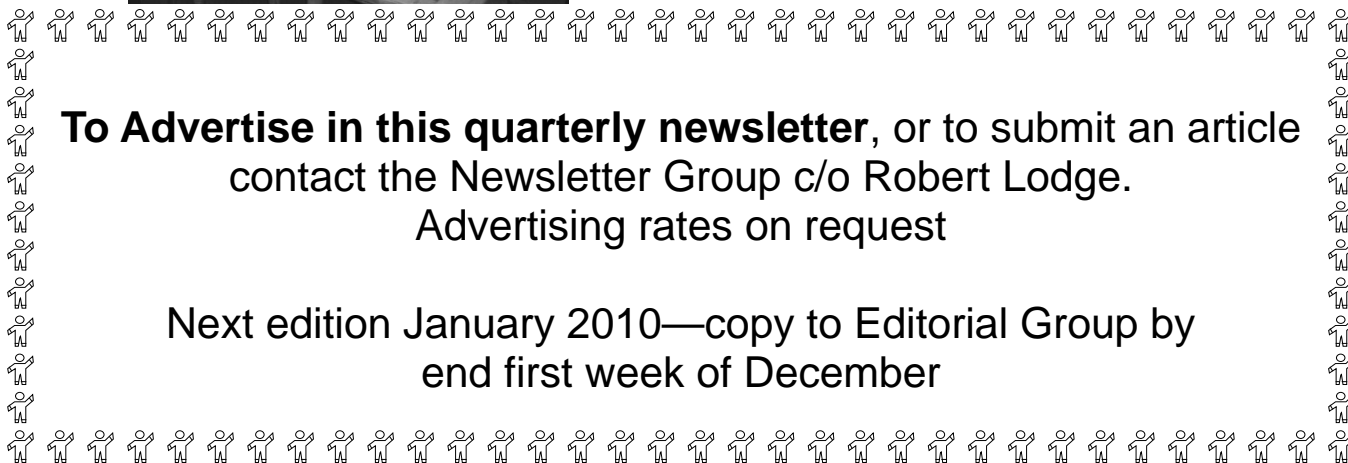 To Advertise in this quarterly newsletter, or to submit an article
contact the Newsletter Group c/o Robert Lodge.
Advertising rates on request
Next edition January 2010—copy to Editorial Group by
end first week of December